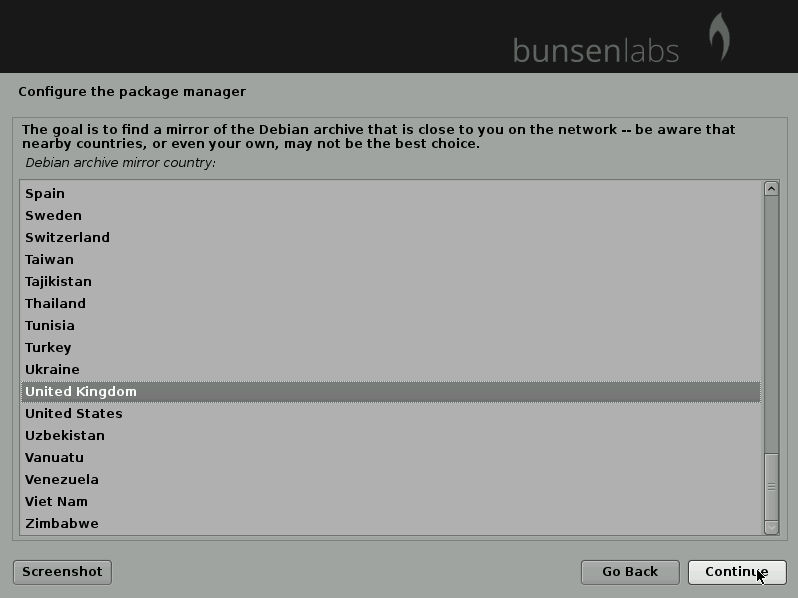 bunsenlabs
Configure the package manager
The goal is to find a mirror of the Debian archive that is close to you on the network -- be aware that
nearby countries, or even your own, may not be the best choice.
Debian archive mirror country:
Spain
Sweden
Switzerland
Taiwan
Tajikistan
Thailand
Tunisia
Turkey
Ukraine
United Kingdom
United States
Uzbekistan
Vanuatu
Venezuela
Viet Nam
Zimbabwe
Screenshot
Go Back
Continue